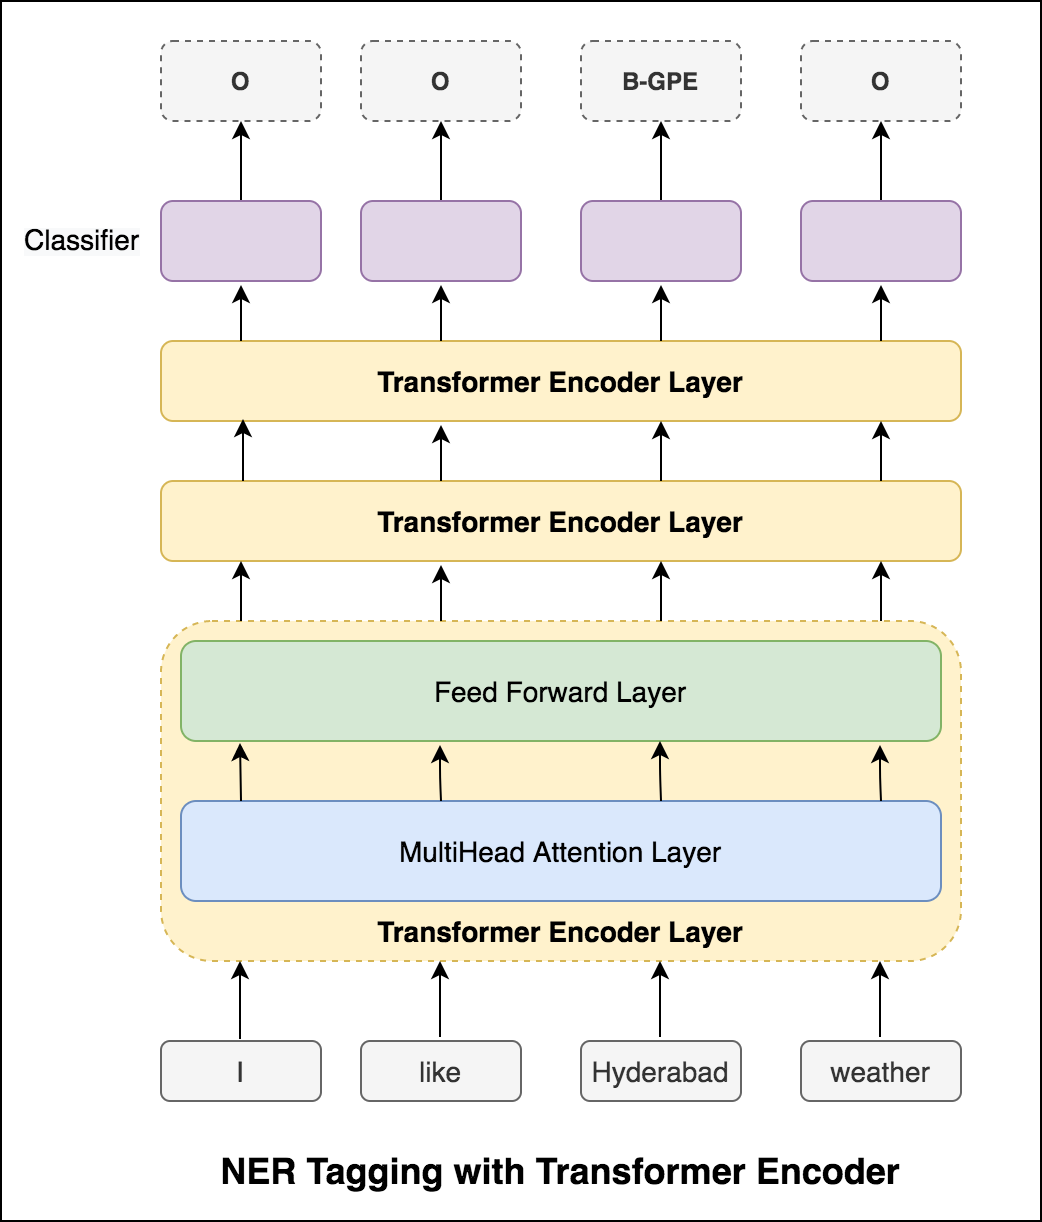 O
O
B-GPE
O
Classifier
Transformer Encoder Layer
Transformer Encoder Layer
Feed Forward Layer
MultiHead Attention Layer
Transformer Encoder Layer
I
like
Hyderabad
weather
NER Tagging with Transformer Encoder